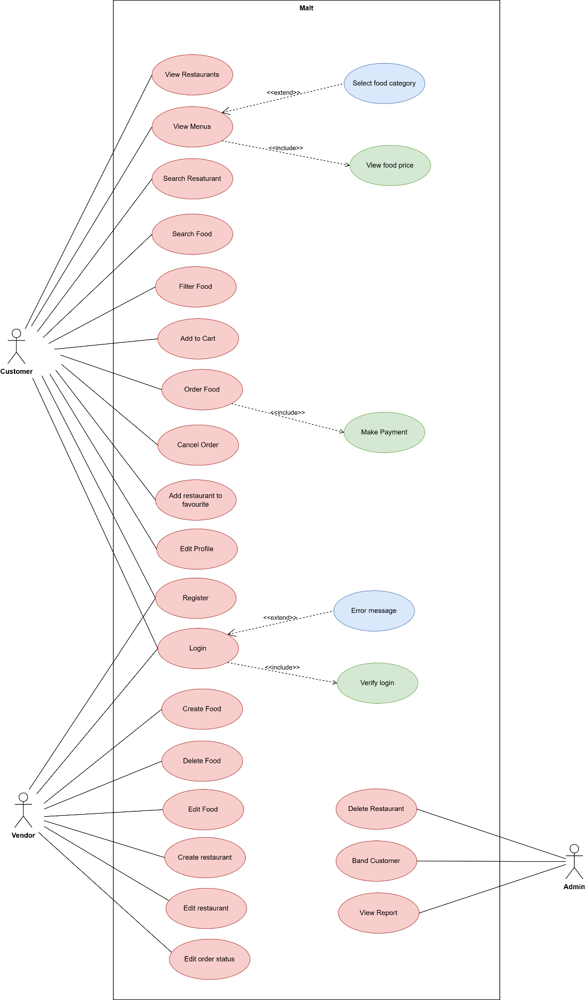 Malt
View Restaurants
Select food category
<<extend>>
View Menus
<<include>>
View food price
Search Resaturant
Search Food
Filter Food
Add to Cart
Customer
Order Food
<<include>>
Make Payment
Cancel Order
Add restaurant to
favourite
Edit Profile
Register
Error message
<<extend>>
Login
<<include>>
Verify login
Create Food
Delete Food
Edit Food
Delete Restaurant
Vendor
Create restaurant
Band Customer
Admin
Edit restaurant
View Report
Edit order status